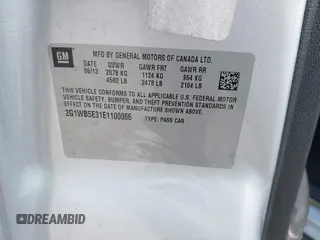 GM
MFD BY GENERAL MOTORS OF CANADA LTD.
DATE GVWR GAWR FRT GAWR RR
06/13 2078 KG 1124 KG 954 KG
4582 LB 2478 LB 2104 LB
THIS VEHICLE CONFORMS TO ALL APPLICABLE U.S. FEDERAL MOTOR
VEHICLE SAFETY, BUMPER, AND THEFT PREVENTION STANDARDS
IN EFFECT ON THE DATE OF MANUFACTURE SHOWN ABOVE.
2G1WB5E31E1100066 TYPE: PASS CAR
DREAMBID